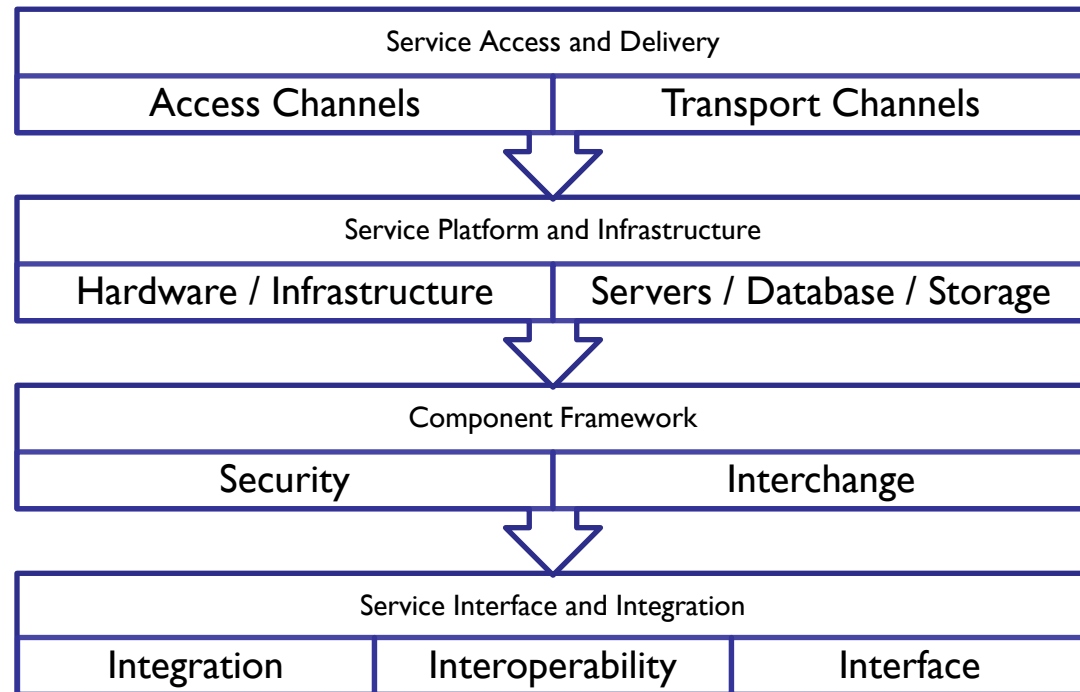 Service Access and Delivery
Access Channels
Transport Channels
Service Platform and Infrastructure
Hardware / Infrastructure
Servers / Database / Storage
Component Framework
Security
Interchange
Service Interface and Integration
Integration
Interoperability
Interface